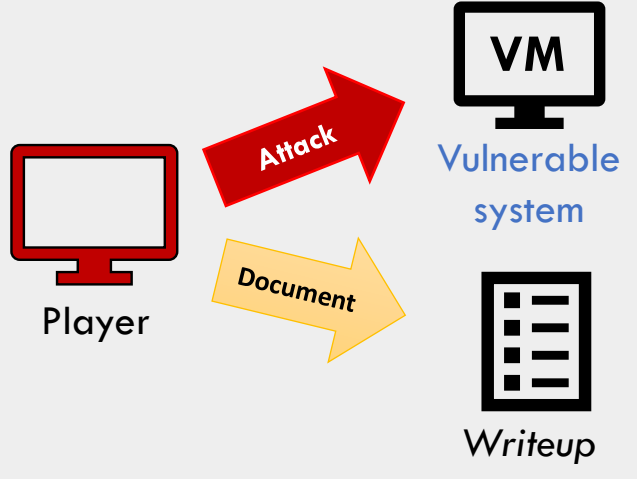 VM
Attack
Vulnerable
system
Document
Player
Writeup